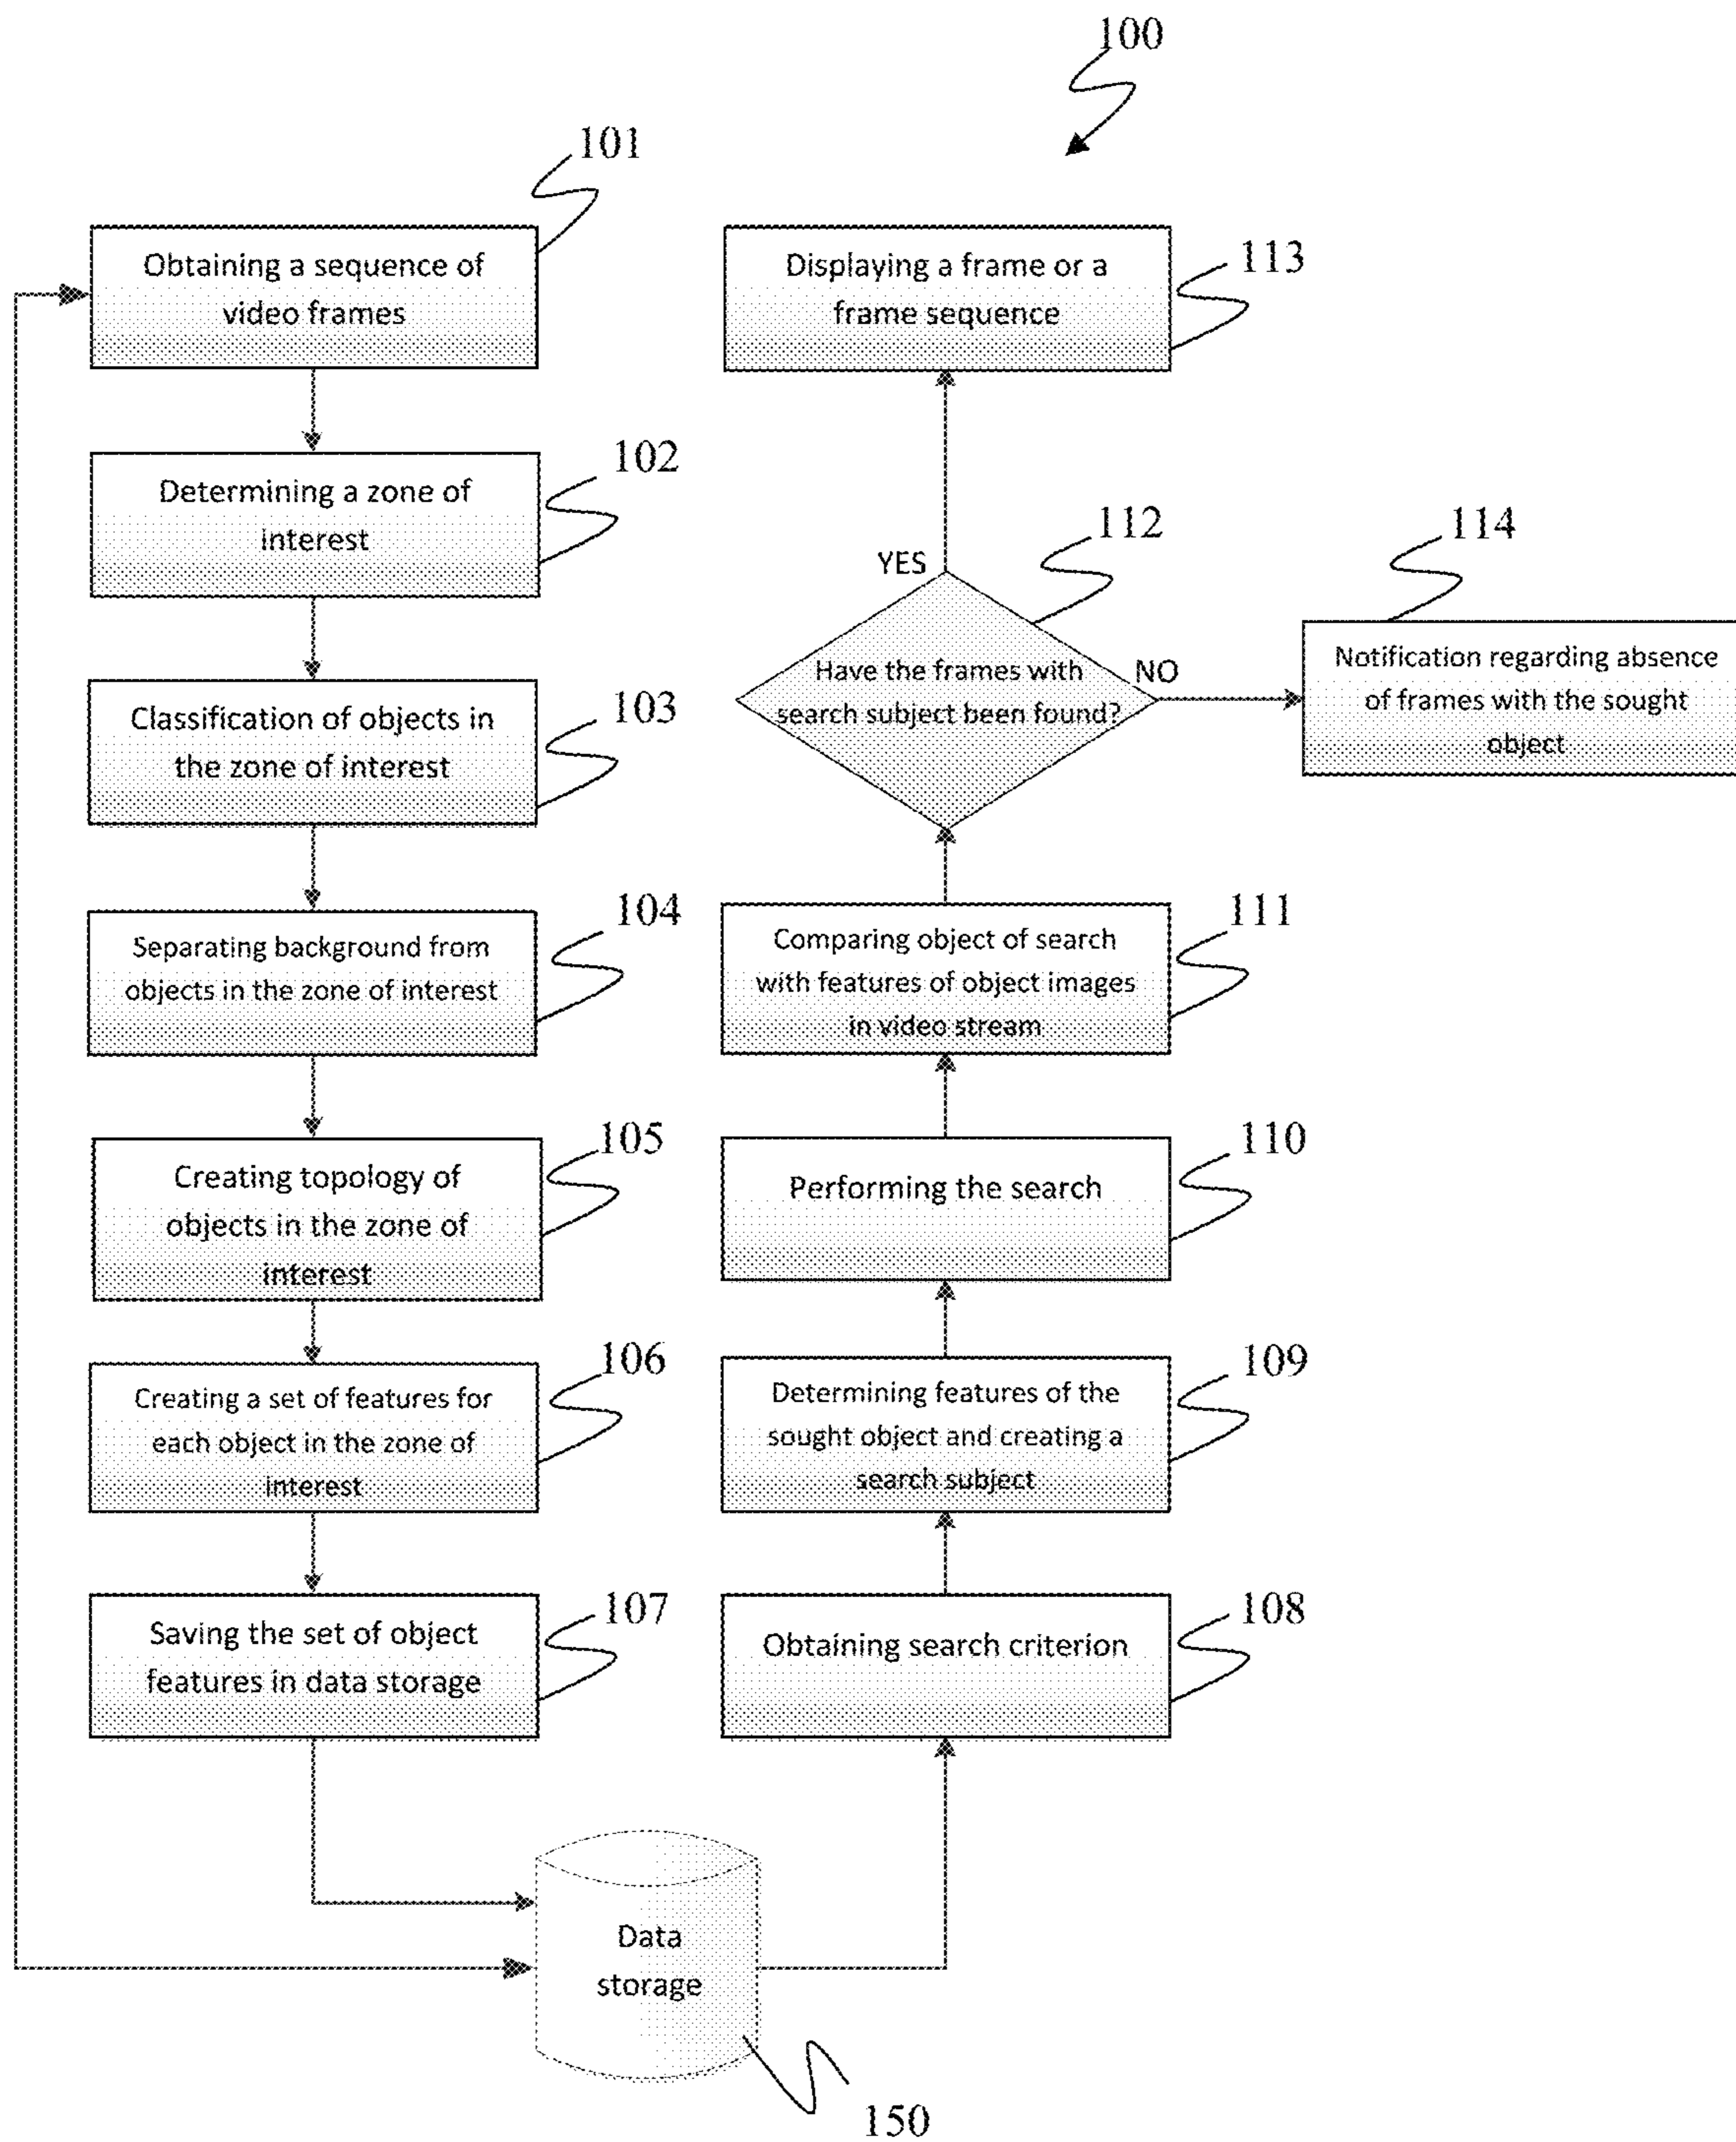 100
101
Obtaining a sequence of
video frames
102
Determining a zone of
interest
103
Classification of objects in
the zone of interest
104
Separating background from
objects in the zone of interest
105
Creating topology of
objects in the zone of
interest
106
Creating a set of features for
each object in the zone of
interest
107
Saving the set of object
features in data storage
Data
storage
150
108
Obtaining search criterion
109
Determining features of the
sought object and creating a
search subject
110
Performing the search
111
Comparing object of search
with features of object images
in video stream
112
Have the frames with
search subject been found?
YES
NO
113
Displaying a frame or a
frame sequence
114
Notification regarding absence
of frames with the sought
object